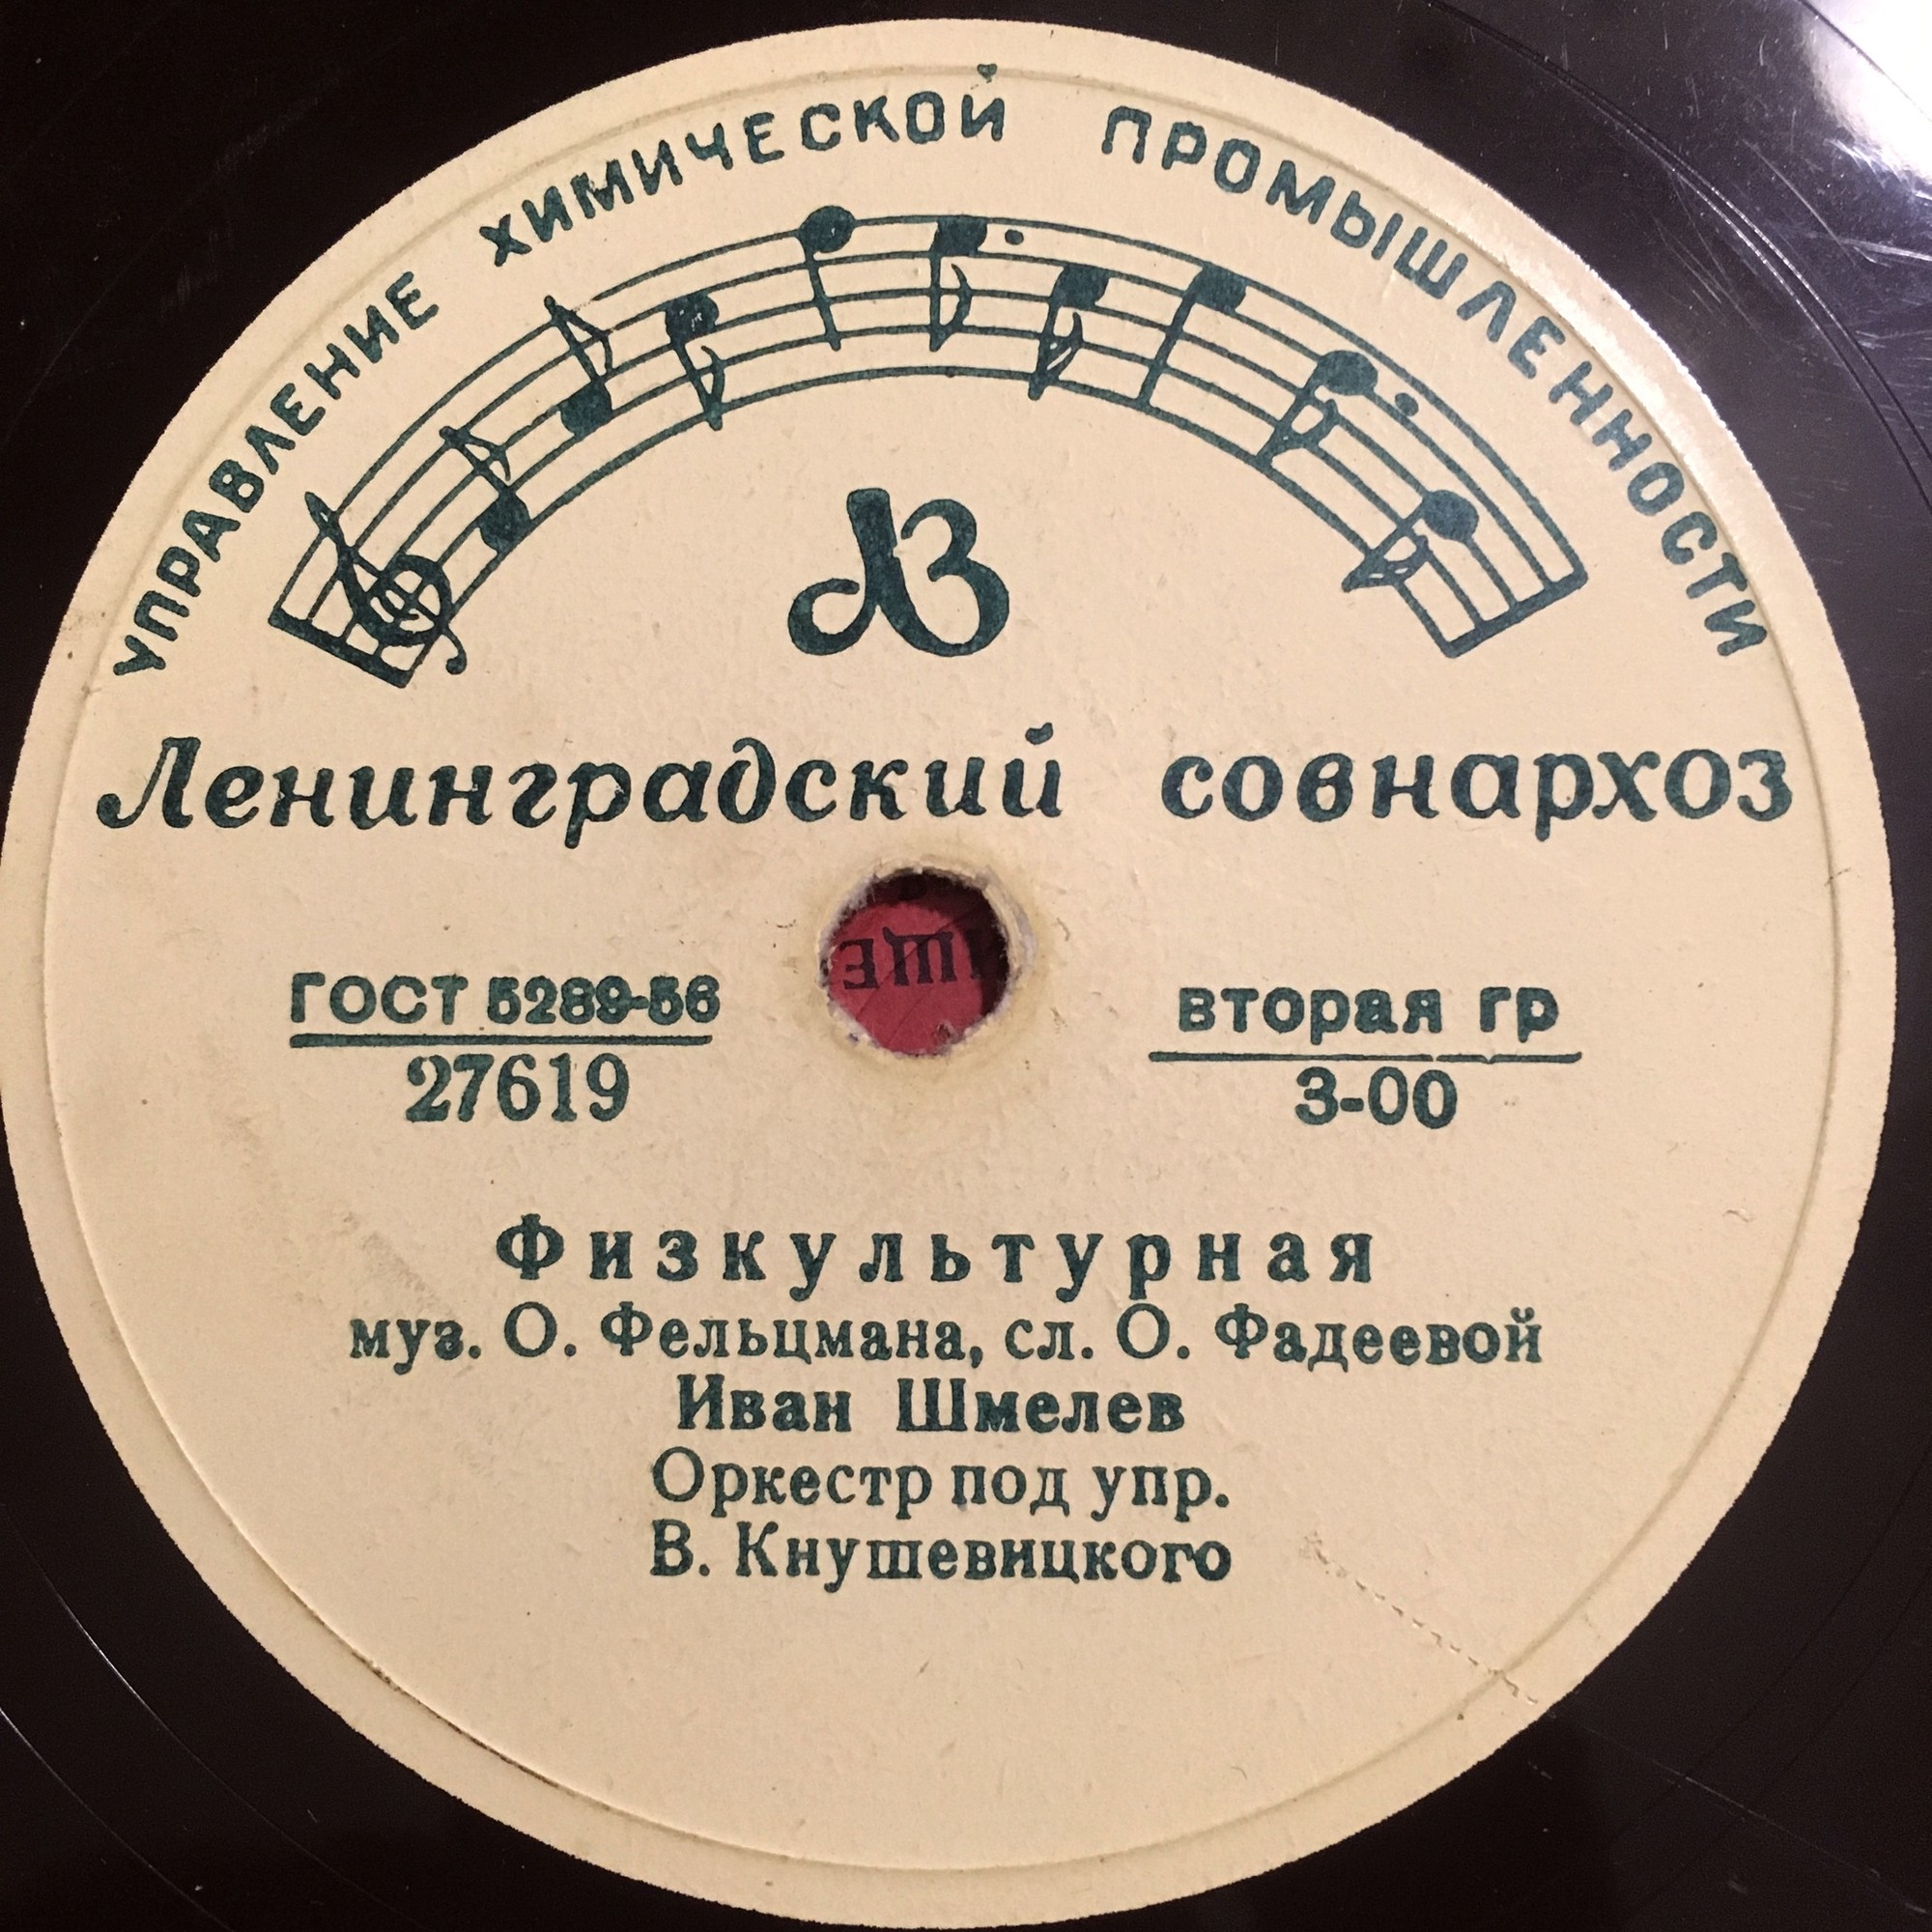 УПРАВЛЕНИЕ ХИМИЧЕСКОЙ ПРОМЫШЛЕННОСТИ
ЛВ
Ленинградский совнархоз
ГОСТ 5289-56
27619
вторая гр
3-00
Физкультурная
муз. О. Фельцмана, сл. О. Фадеевой
Иван Шмелев
Оркестр под упр.
В. Кнушевицкого